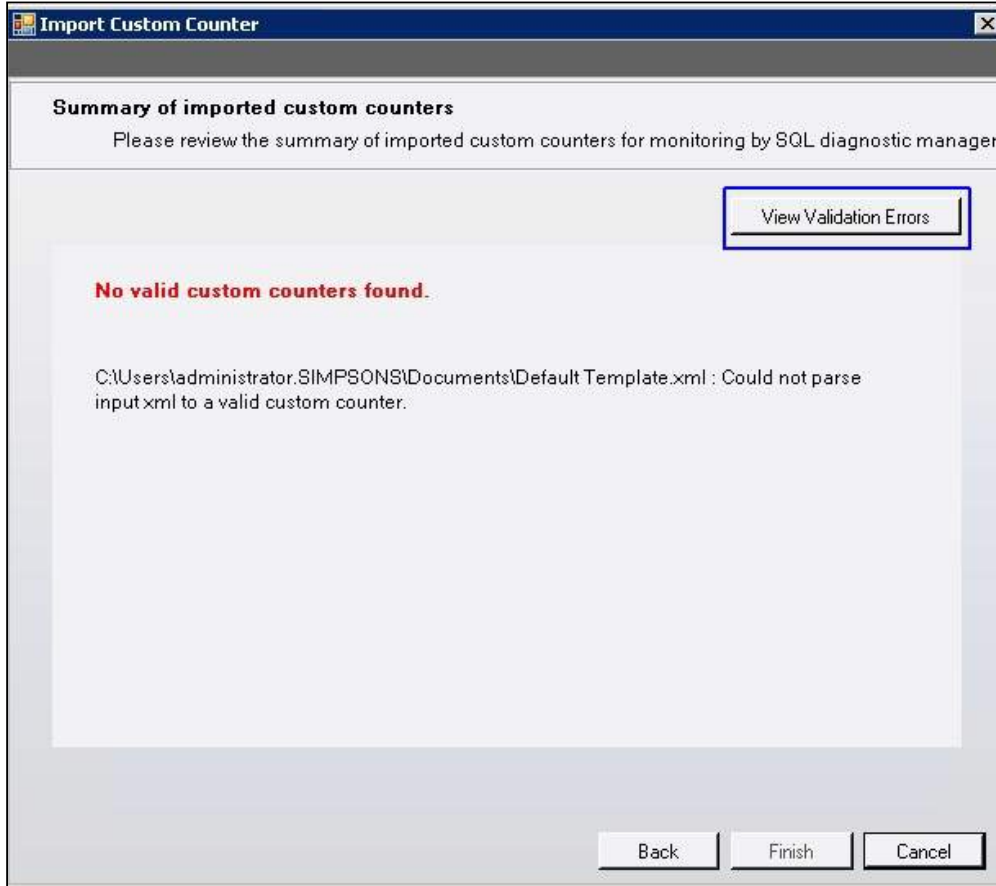 Import Custom Counter
Summary of imported custom counters
Please review the summary of imported custom counters for monitoring by SQL diagnostic manager
View Validation Errors
No valid custom counters found.
C:\Users\administrator.SIMPSONS\Documents\Default Template.xml : Could not parse
input xml to a valid custom counter.
Back
Finish
Cancel